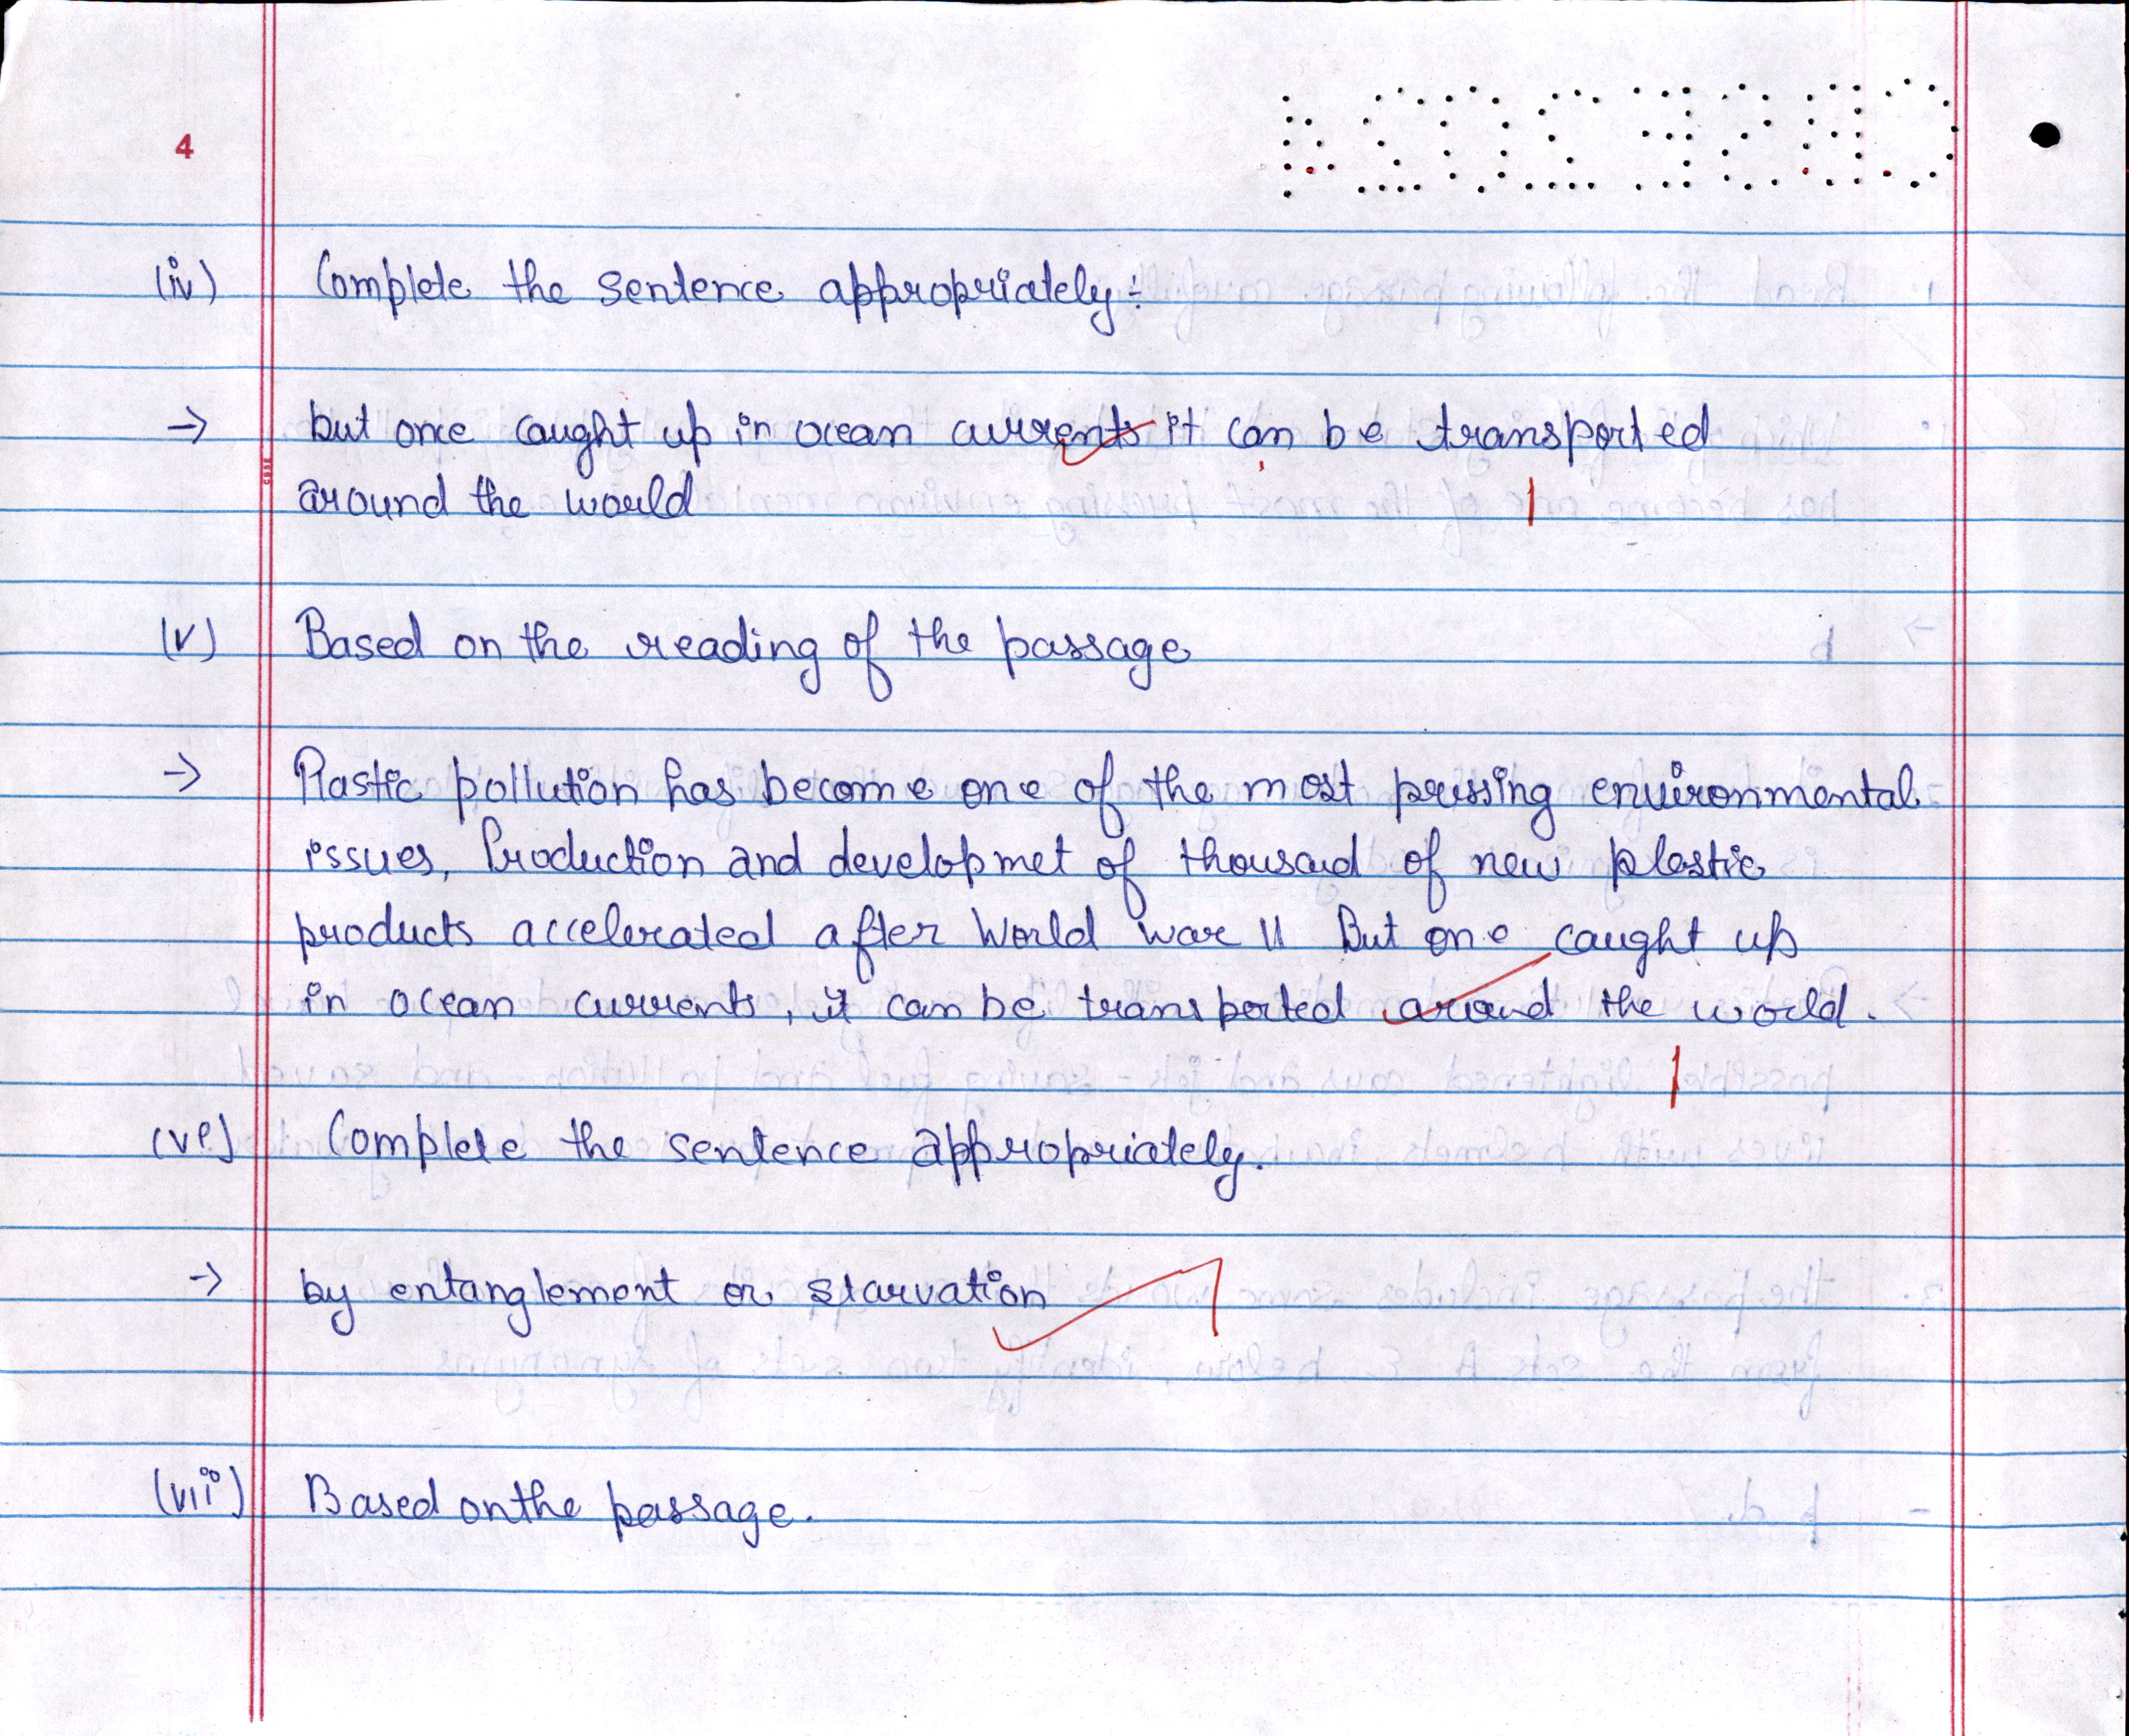 4
(iv) Complete the sentence appropriately:
→ but once caught up in ocean currents it can be transported
around the world
1
(v) Based on the reading of the passage
→ Plastic pollution has become one of the most pressing environmental
issues, Production and developmet of thousad of new plastic
products accelerated after World war II But one caught up
in ocean currents, it can be transported around the world.
1
(vi) Complete the sentence appropriately.
→ by entanglement or starvation
1
(vii) Based on the passage.